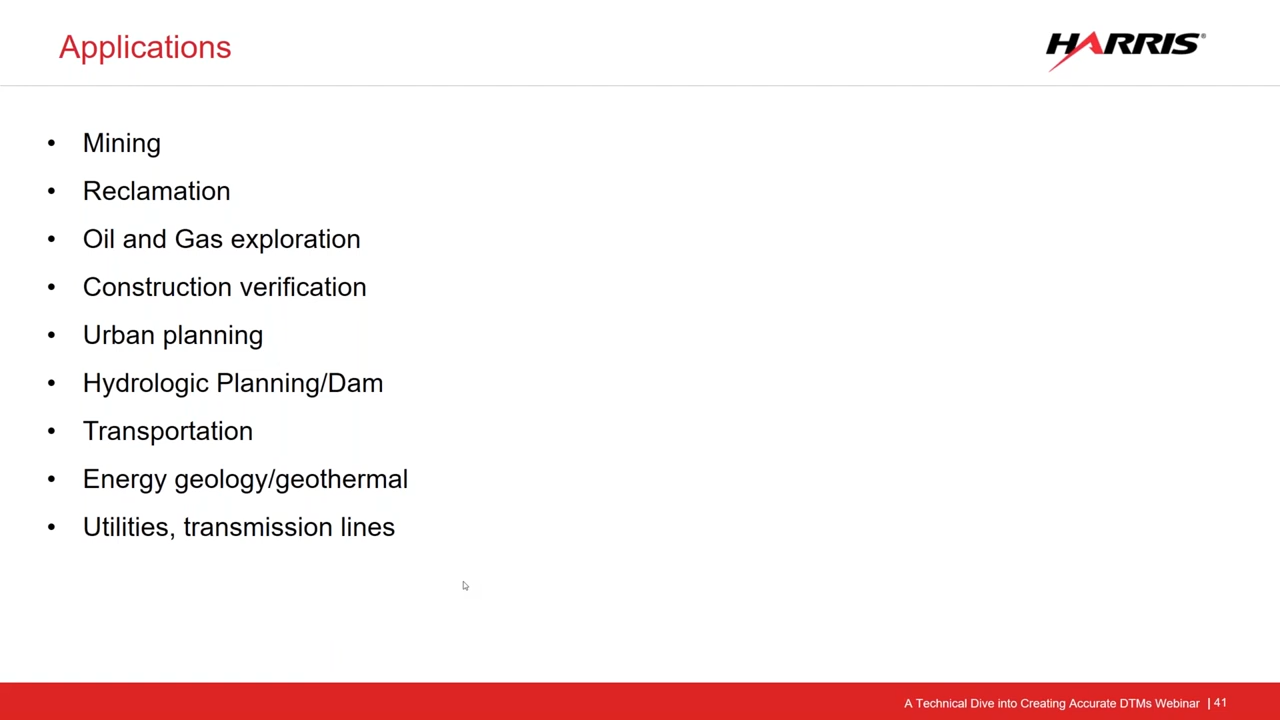 Applications
HARRIS®
• Mining
• Reclamation
• Oil and Gas exploration
• Construction verification
• Urban planning
• Hydrologic Planning/Dam
• Transportation
• Energy geology/geothermal
• Utilities, transmission lines
A Technical Dive into Creating Accurate DTMs Webinar | 41